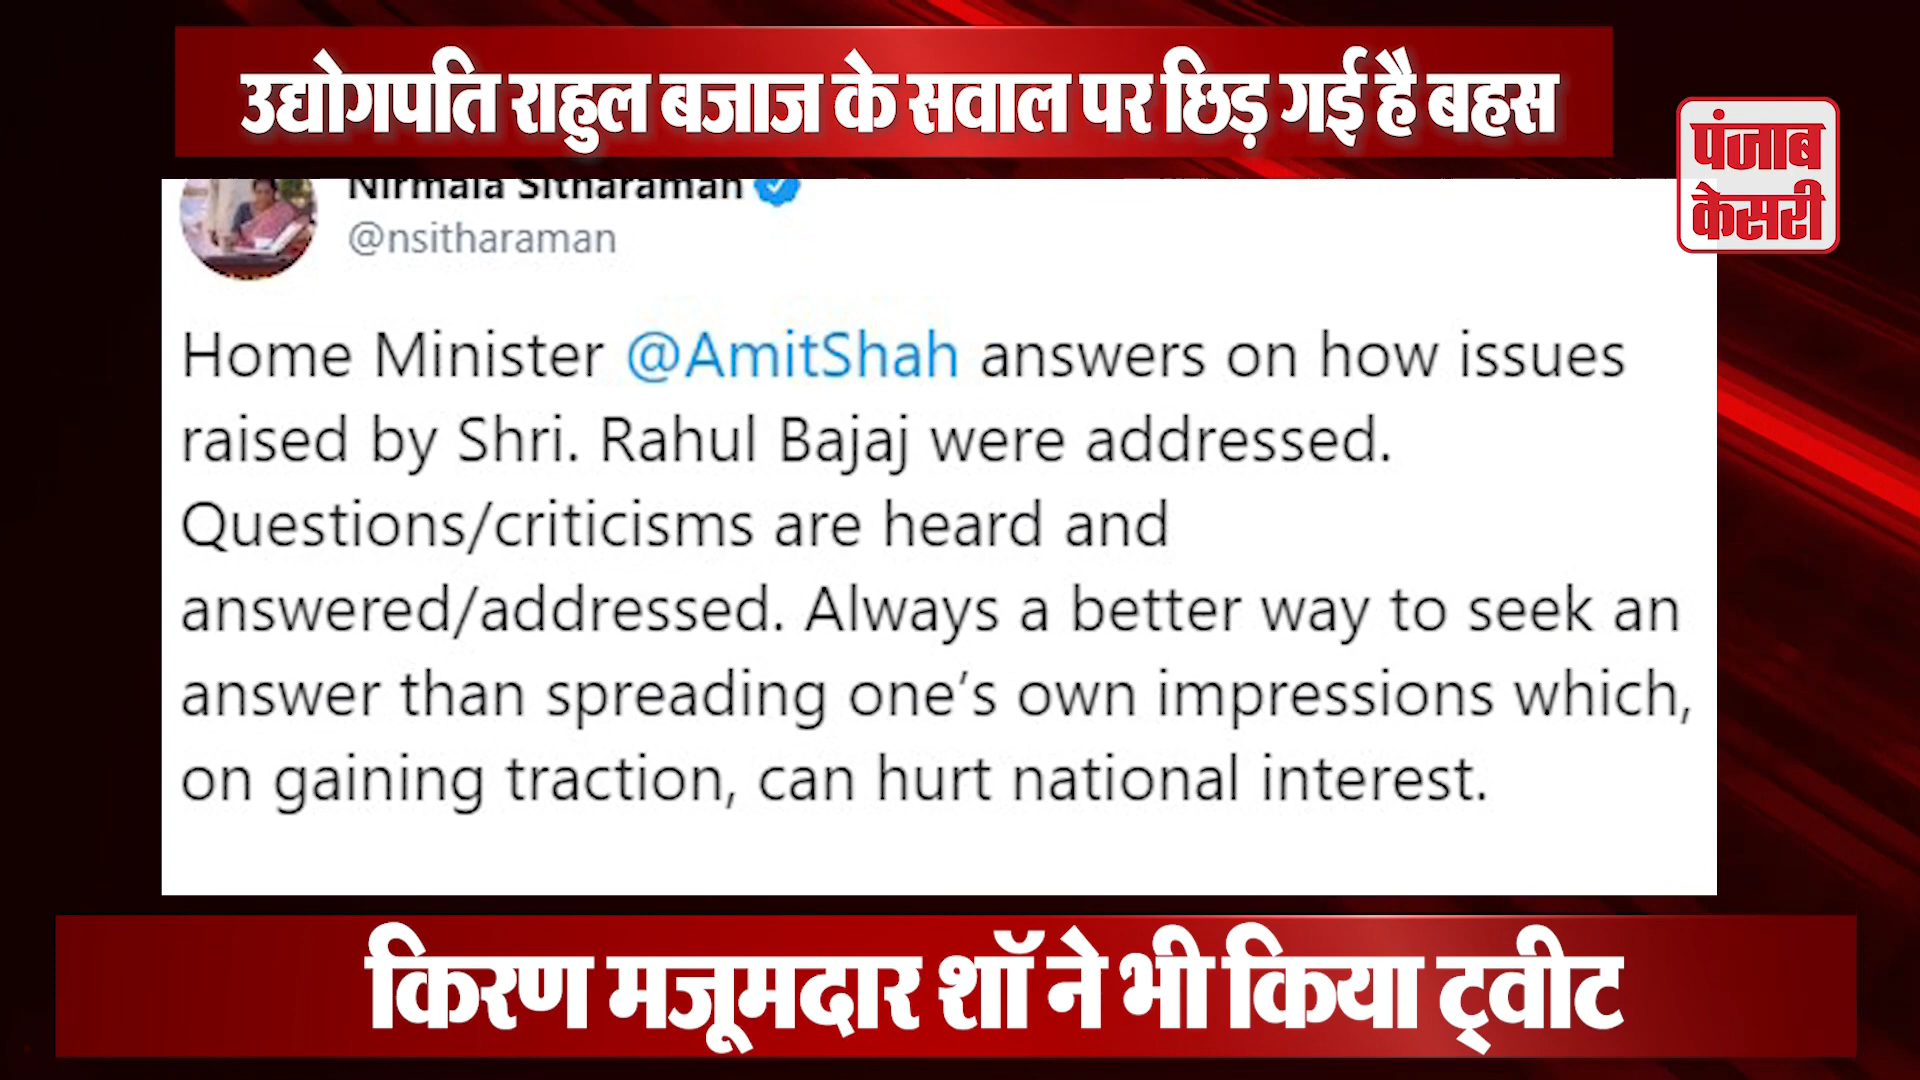 उद्योगपति राहुल बजाज के सवाल पर छिड़ गई है बहस
पंजाब
केसरी
Nirmala Sitharaman
@nsitharaman
Home Minister @AmitShah answers on how issues
raised by Shri. Rahul Bajaj were addressed.
Questions/criticisms are heard and
answered/addressed. Always a better way to seek an
answer than spreading one’s own impressions which,
on gaining traction, can hurt national interest.
किरण मजूमदार शॉ ने भी किया ट्वीट